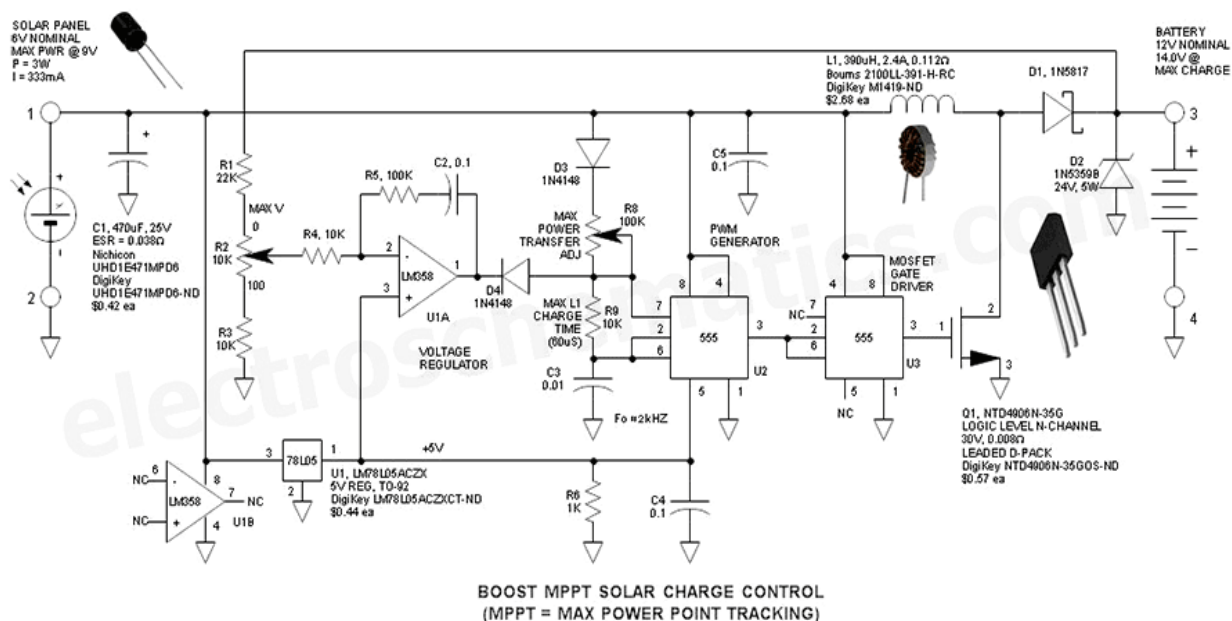 SOLAR PANEL
6V NOMINAL
MAX PWR @ 9V
P = 3W
I = 333mA
BATTERY
12V NOMINAL
14.0V @
MAX CHARGE
L1, 390uH, 2.4A, 0.112Ω
Bourns 2100LL-391-H-RC
DigiKey M1419-ND
$2.68 ea
D1, 1N5817
1
3
+
R1
22K
C2, 0.1
R5, 100K
D3
1N4148
C5
0.1
D2
1N5359B
24V, 5W
+
C1, 470uF, 25V
ESR = 0.038Ω
Nichicon
UHD1E471MPD6
DigiKey
UHD1E471MPD6-ND
$0.42 ea
MAX V
0
R2
10K
100
R4, 10K
2
-
LM358
1
3
+
U1A
D4
1N4148
MAX
POWER
TRANSFER
ADJ
R8
100K
PWM
GENERATOR
MOSFET
GATE
DRIVER
2
4
R3
10K
VOLTAGE
REGULATOR
MAX L1
CHARGE
TIME
(60uS)
R9
10K
C3
0.01
8
4
7
2
6
555
3
U2
5
1
4
8
7
NC
2
6
555
3
U3
5
NC
1
1
2
3
Fo ≈2kHZ
Q1, NTD4906N-35G
LOGIC LEVEL N-CHANNEL
30V, 0.008Ω
LEADED D-PACK
DigiKey NTD4906N-35GOS-ND
$0.57 ea
+5V
3
78L05
1
2
U1, LM78L05ACZX
5V REG, TO-92
DigiKey LM78L05ACZXCT-ND
$0.44 ea
NC
6
-
8
LM358
7
NC
NC
+
4
U1B
R6
1K
C4
0.1
electroschematics.com
BOOST MPPT SOLAR CHARGE CONTROL
(MPPT = MAX POWER POINT TRACKING)